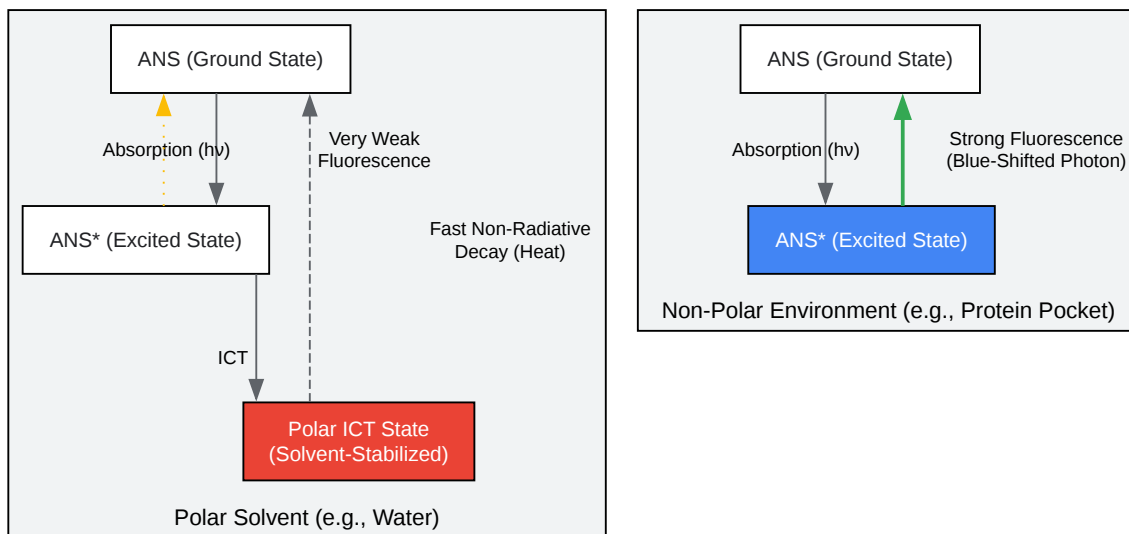 ANS (Ground State)
Absorption (hν)
Very Weak
Fluorescence
ANS* (Excited State)
Fast Non-Radiative
Decay (Heat)
ICT
Polar ICT State
(Solvent-Stabilized)
Polar Solvent (e.g., Water)
ANS (Ground State)
Absorption (hν)
Strong Fluorescence
(Blue-Shifted Photon)
ANS* (Excited State)
Non-Polar Environment (e.g., Protein Pocket)